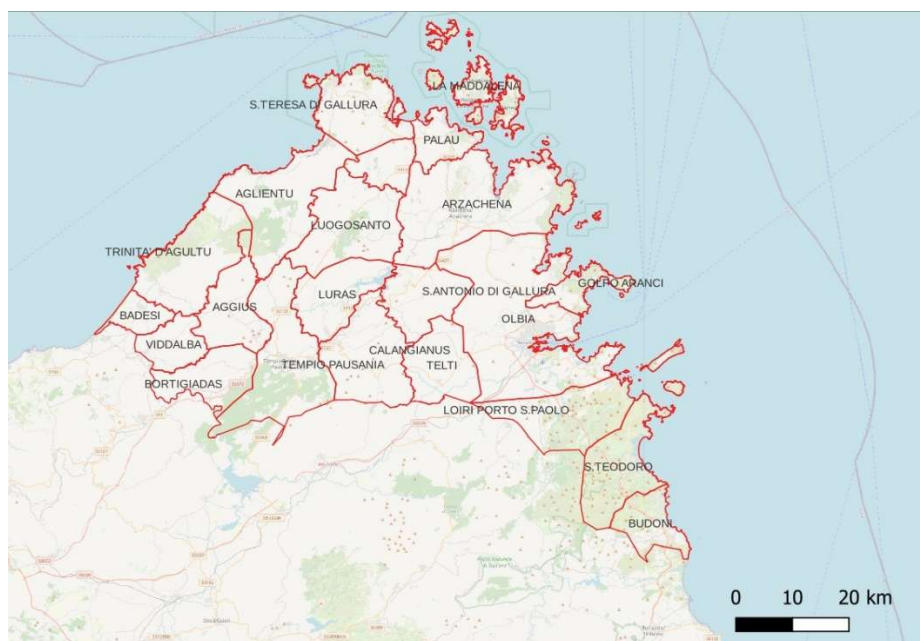 LA MADDALENA
S.TERESA DI GALLURA
PALAU
AGLIENTU
ARZACHENA
LUOGOSANTO
TRINITA' D'AGULTU
GOLFO ARANCI
S.ANTONIO DI GALLURA
LURAS
AGGIUS
BADESI
OLBIA
VIDDALBA
CALANGIANUS
TEMPIO PAUSANIA
TELTI
BORTIGIADAS
LOIRI PORTO S.PAOLO
S.TEODORO
BUDONI
0 10 20 km